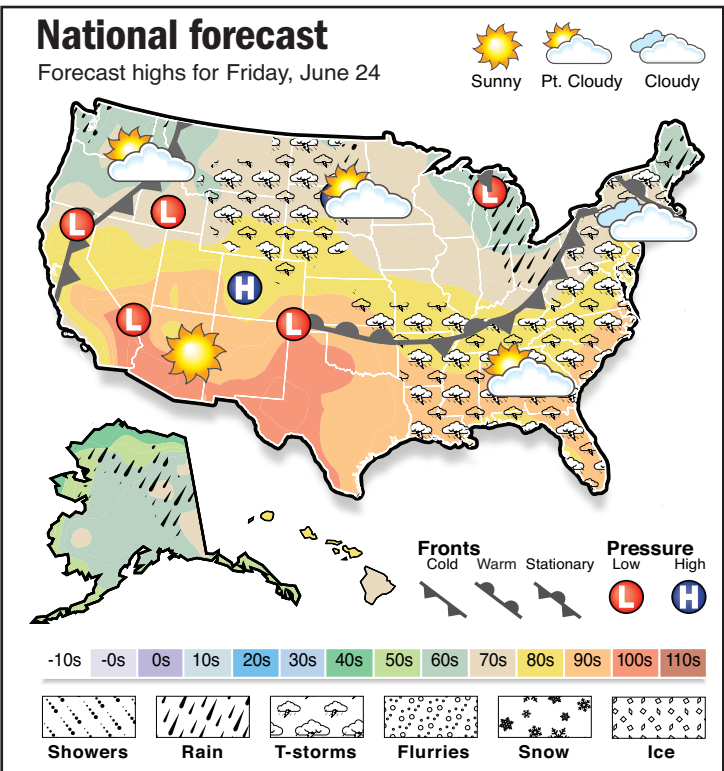 National forecast
Forecast highs for Friday, June 24
Sunny Pt. Cloudy Cloudy
L
L
L
H
L
L
Fronts
Cold Warm Stationary
Pressure
Low High
L H
-10s -0s 0s 10s 20s 30s 40s 50s 60s 70s 80s 90s 100s 110s
Showers Rain T-storms Flurries Snow Ice